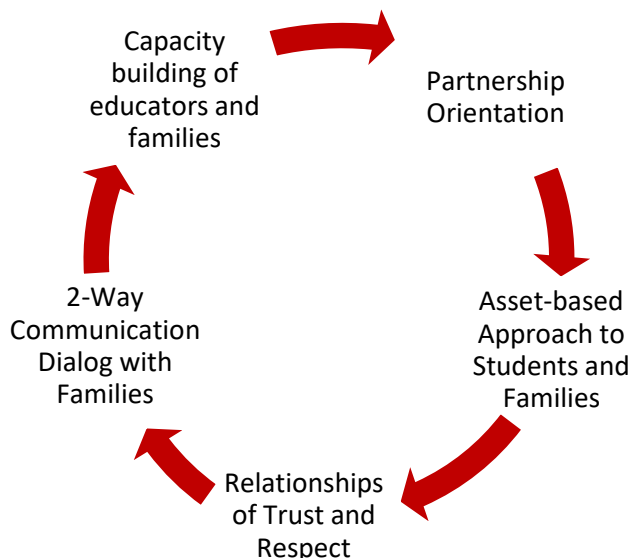 Capacity
building of
educators and
families
Partnership
Orientation
Asset-based
Approach to
Students and
Families
Relationships
of Trust and
Respect
2-Way
Communication
Dialog with
Families